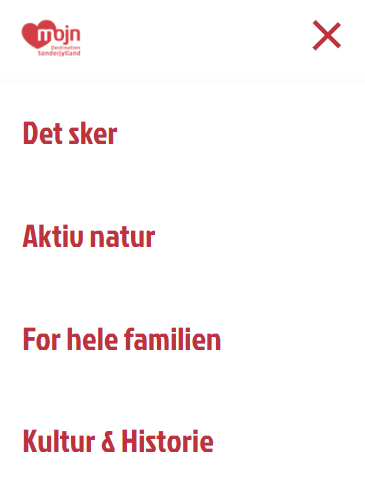 mojn
Destination
Sønderjylland
Det sker
Aktiv natur
For hele familien
Kultur & Historie